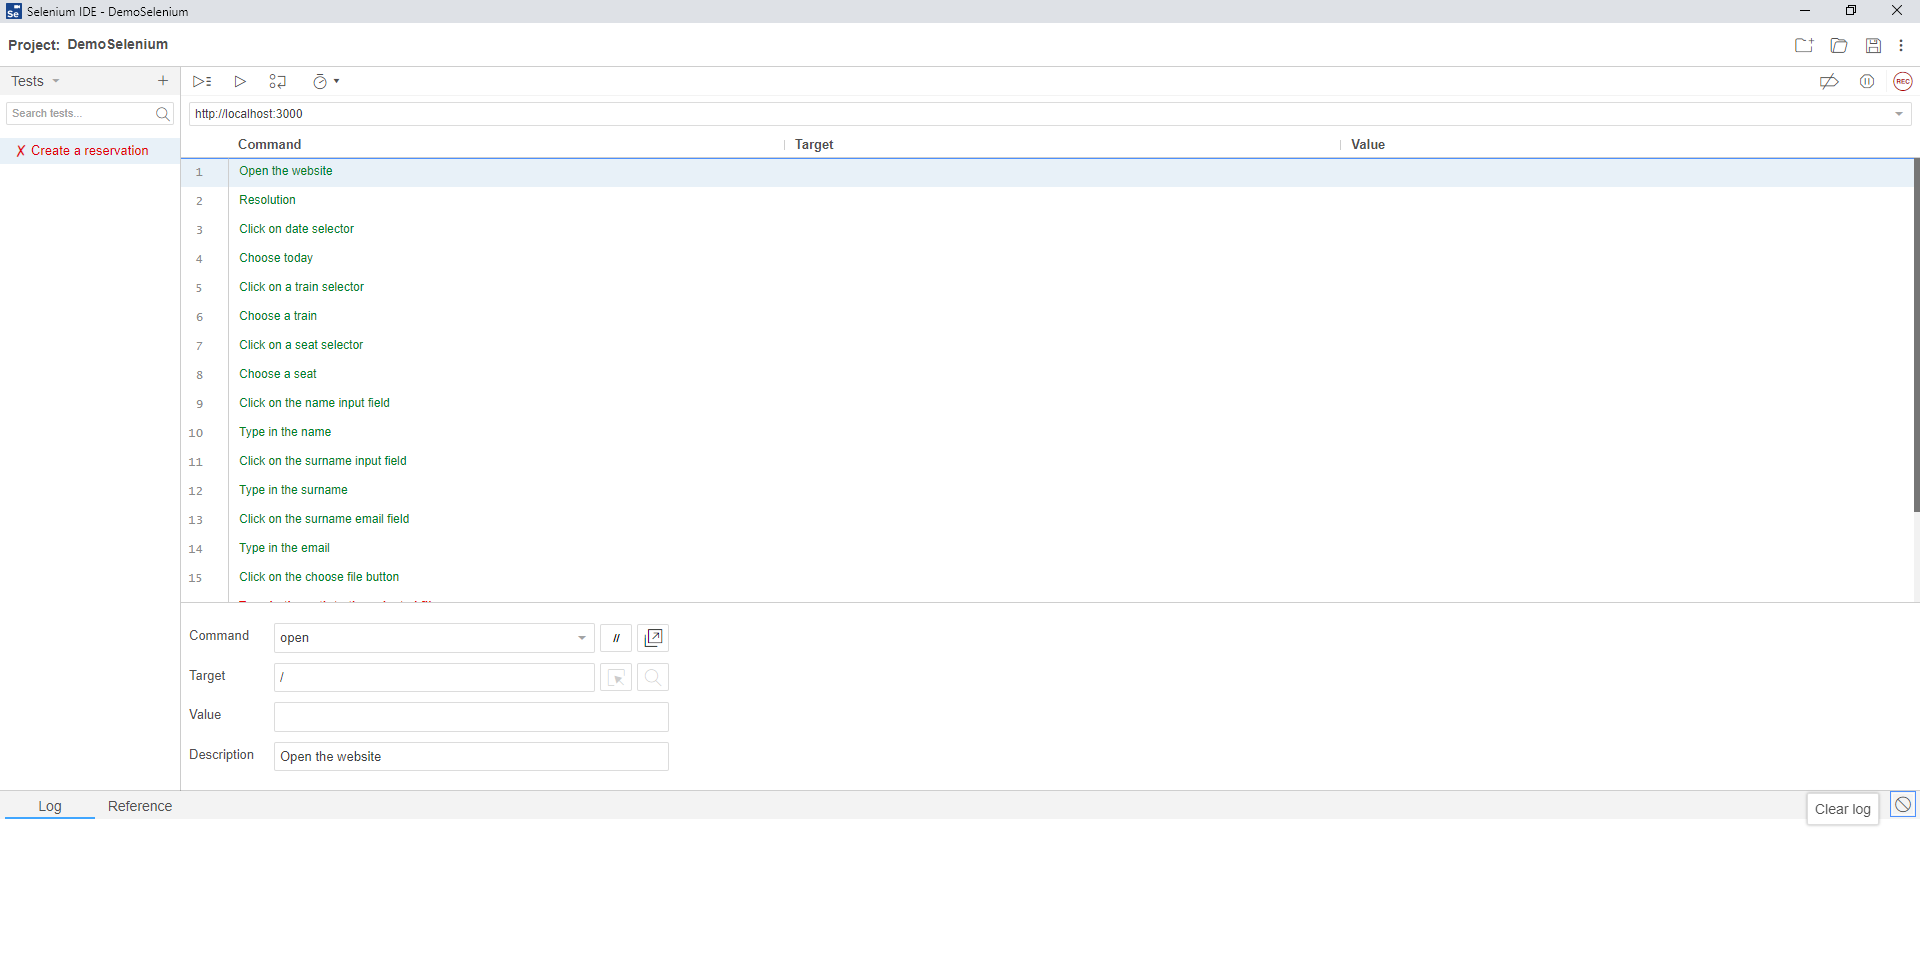 Se Selenium IDE - DemoSelenium
Project: DemoSelenium
Tests
Search tests...
✗ Create a reservation
REC
http://localhost:3000
Command Target Value
1 Open the website
2 Resolution
3 Click on date selector
4 Choose today
5 Click on a train selector
6 Choose a train
7 Click on a seat selector
8 Choose a seat
9 Click on the name input field
10 Type in the name
11 Click on the surname input field
12 Type in the surname
13 Click on the surname email field
14 Type in the email
15 Click on the choose file button
Command open //
Target /
Value
Description Open the website
Log Reference Clear log